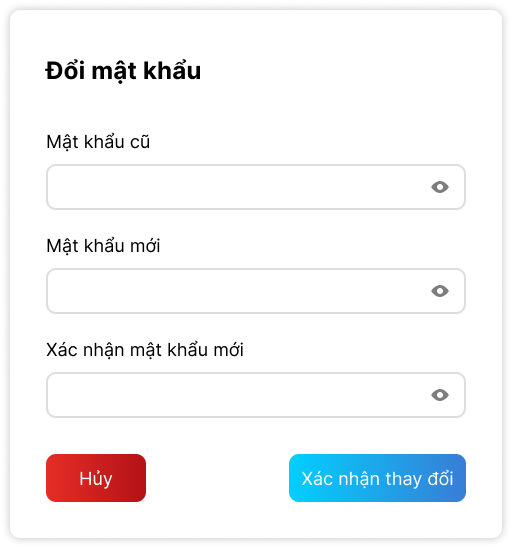 Đổi mật khẩu
Mật khẩu cũ
Mật khẩu mới
Xác nhận mật khẩu mới
Hủy
Xác nhận thay đổi